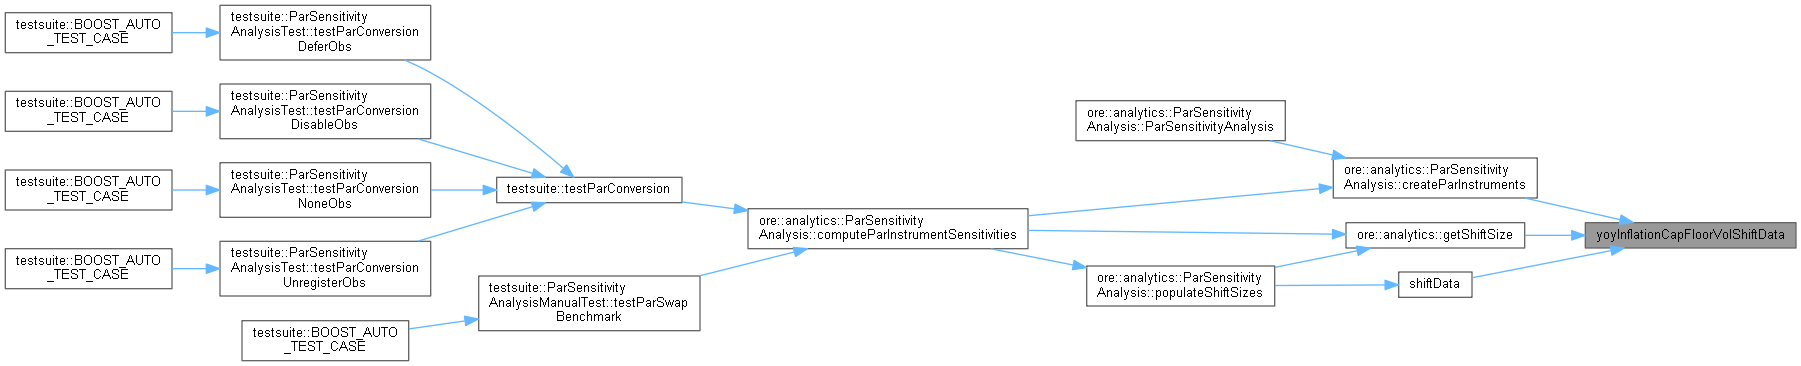 testsuite::BOOST_AUTO
_TEST_CASE
testsuite::ParSensitivity
AnalysisTest::testParConversion
DeferObs
testsuite::BOOST_AUTO
_TEST_CASE
testsuite::ParSensitivity
AnalysisTest::testParConversion
DisableObs
testsuite::BOOST_AUTO
_TEST_CASE
testsuite::ParSensitivity
AnalysisTest::testParConversion
NoneObs
testsuite::BOOST_AUTO
_TEST_CASE
testsuite::ParSensitivity
AnalysisTest::testParConversion
UnregisterObs
testsuite::BOOST_AUTO
_TEST_CASE
testsuite::ParSensitivity
AnalysisManualTest::testParSwap
Benchmark
testsuite::testParConversion
ore::analytics::ParSensitivity
Analysis::computeParInstrumentSensitivities
ore::analytics::ParSensitivity
Analysis::ParSensitivityAnalysis
ore::analytics::ParSensitivity
Analysis::createParInstruments
ore::analytics::getShiftSize
ore::analytics::ParSensitivity
Analysis::populateShiftSizes
shiftData
yoyInflationCapFloorVolShiftData